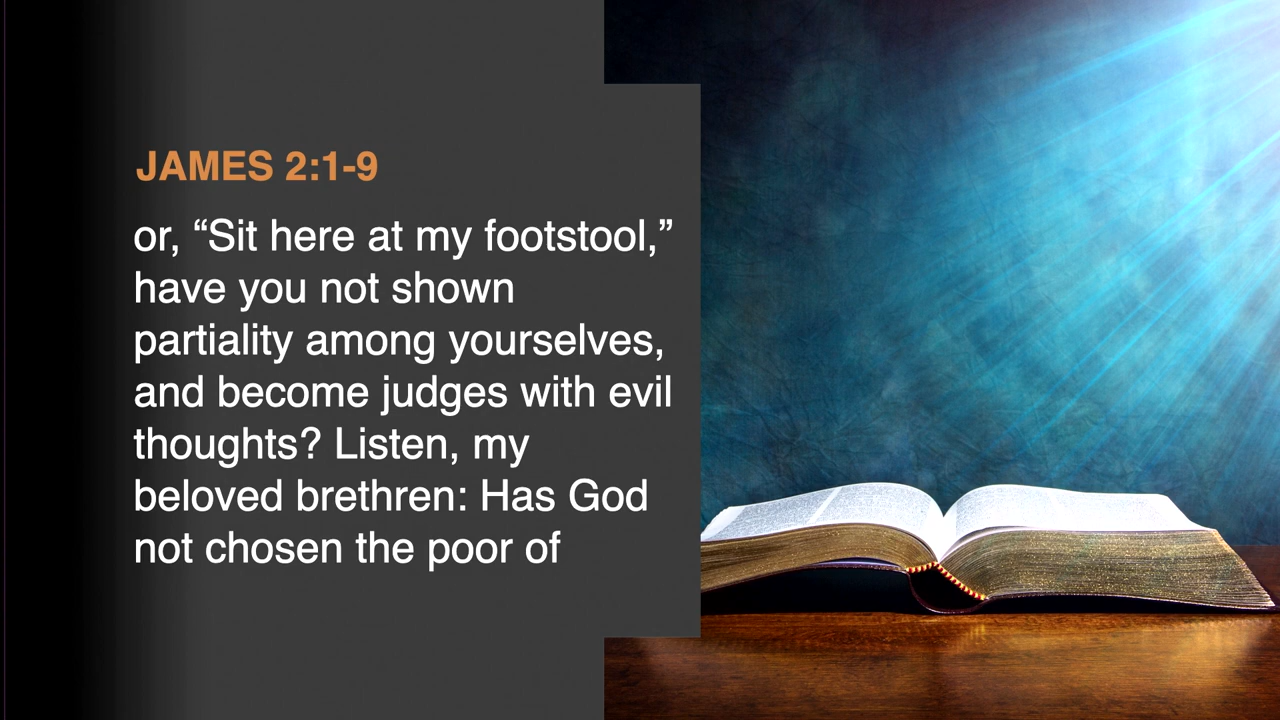 JAMES 2:1-9
or, “Sit here at my footstool,”
have you not shown
partiality among yourselves,
and become judges with evil
thoughts? Listen, my
beloved brethren: Has God
not chosen the poor of